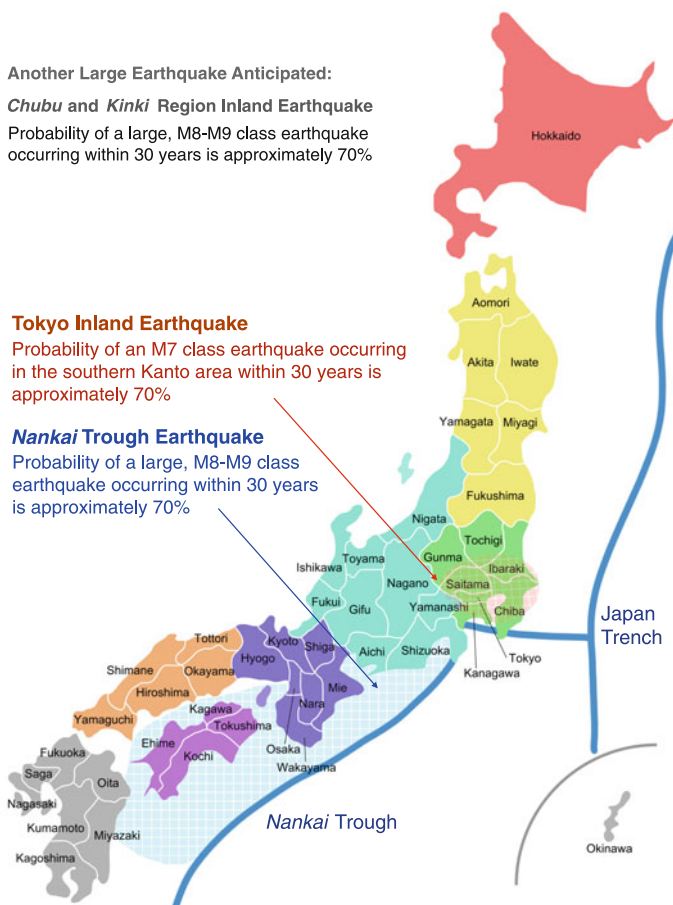 Another Large Earthquake Anticipated:
Chubu and Kinki Region Inland Earthquake
Probability of a large, M8-M9 class earthquake
occurring within 30 years is approximately 70%
Hokkaido
Tokyo Inland Earthquake
Probability of an M7 class earthquake occurring
in the southern Kanto area within 30 years is
approximately 70%
Nankai Trough Earthquake
Probability of a large, M8-M9 class
earthquake occurring within 30 years
is approximately 70%
Aomori
Akita
Iwate
Yamagata
Miyagi
Fukushima
Nigata
Tochigi
Gunma
Ibaraki
Toyama
Ishikawa
Nagano
Saitama
Fukui
Gifu
Yamanashi
Chiba
Japan
Trench
Kyoto
Shiga
Aichi
Shizuoka
Tokyo
Kanagawa
Tottori
Hyogo
Shimane
Okayama
Mie
Hiroshima
Nara
Kagawa
Yamaguchi
Tokushima
Ehime
Osaka
Kochi
Wakayama
Fukuoka
Saga
Oita
Nagasaki
Kumamoto
Miyazaki
Nankai Trough
Kagoshima
Okinawa